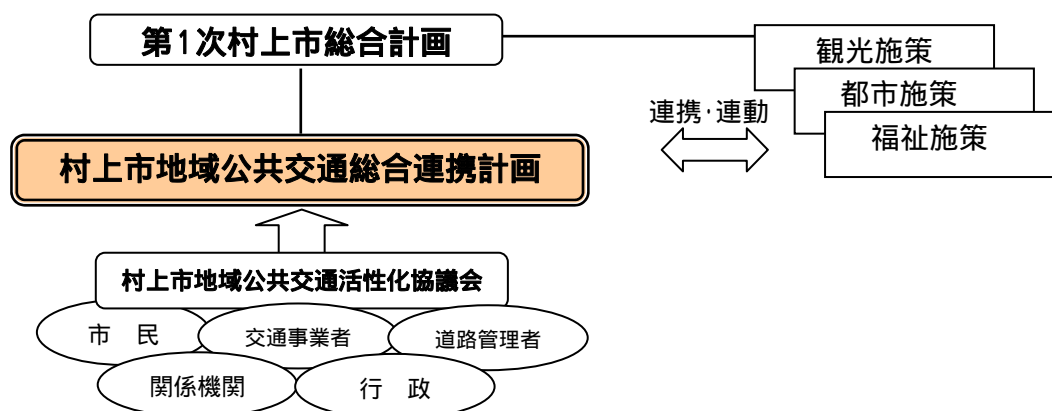 第1次村上市総合計画
観光施策
都市施策
福祉施策
連携・連動
村上市地域公共交通総合連携計画
村上市地域公共交通活性化協議会
市　民
交通事業者
道路管理者
関係機関
行　政